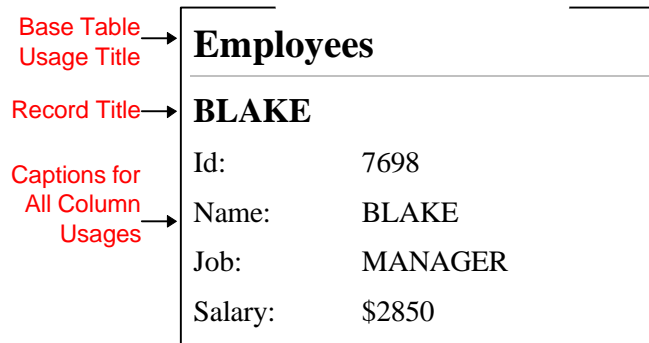 Base Table
Usage Title
Employees
Record Title
BLAKE
Id: 7698
Captions for
All Column
Usages
Name: BLAKE
Job: MANAGER
Salary: $2850